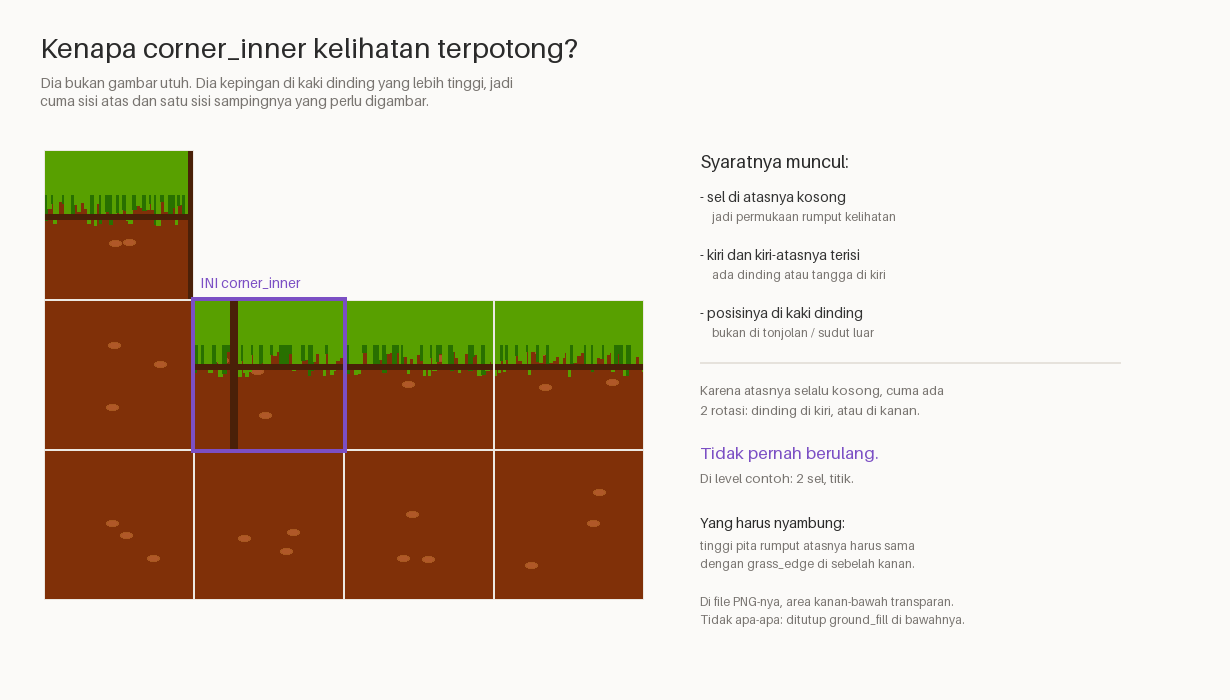 Kenapa corner_inner kelihatan terpotong?
Dia bukan gambar utuh. Dia kepingan di kaki dinding yang lebih tinggi, jadi
cuma sisi atas dan satu sisi sampingnya yang perlu digambar.
INI corner_inner
Syaratnya muncul:
- sel di atasnya kosong
jadi permukaan rumput kelihatan
- kiri dan kiri-atasnya terisi
ada dinding atau tangga di kiri
- posisinya di kaki dinding
bukan di tonjolan / sudut luar
Karena atasnya selalu kosong, cuma ada
2 rotasi: dinding di kiri, atau di kanan.
Tidak pernah berulang.
Di level contoh: 2 sel, titik.
Yang harus nyambung:
tinggi pita rumput atasnya harus sama
dengan grass_edge di sebelah kanan.
Di file PNG-nya, area kanan-bawah transparan.
Tidak apa-apa: ditutup ground_fill di bawahnya.